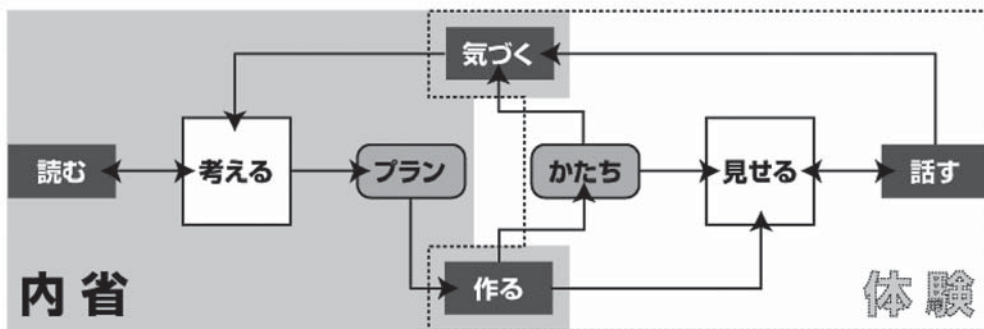 気づく
読む
考える
プラン
かたち
見せる
話す
作る
内省
体験